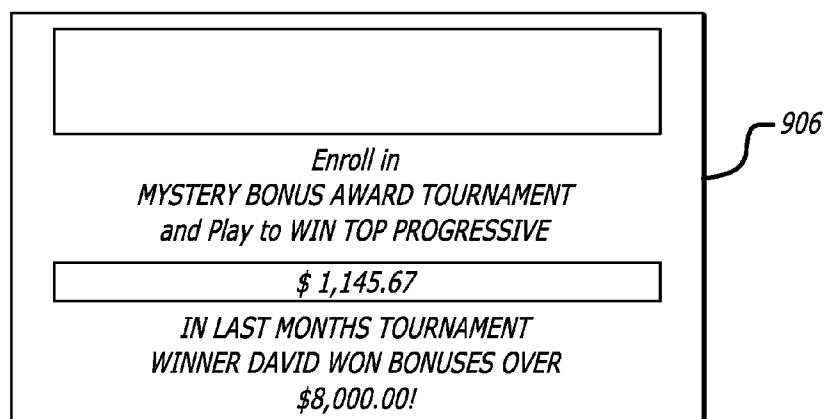 Enroll in
MYSTERY BONUS AWARD TOURNAMENT
and Play to WIN TOP PROGRESSIVE
$ 1,145.67
IN LAST MONTHS TOURNAMENT
WINNER DAVID WON BONUSES OVER
$8,000.00!
906